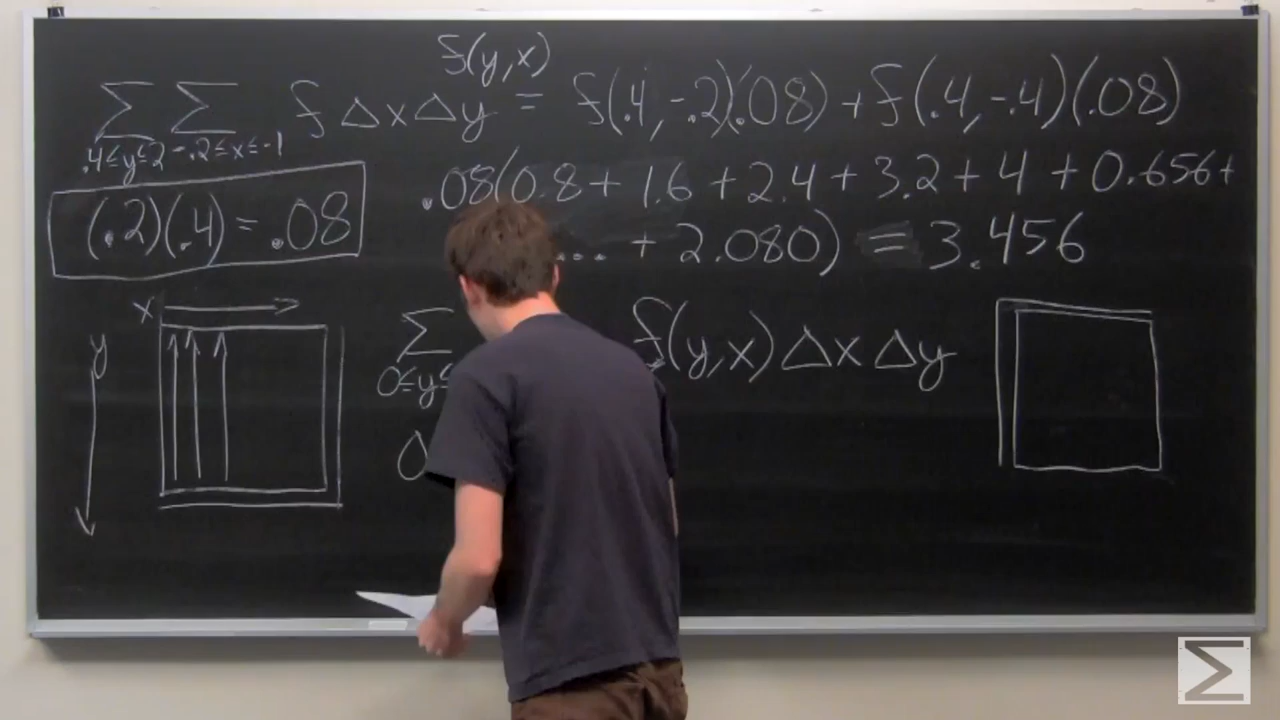 f(y,x)
Σ Σ f Δx Δy = f(.4,-.2)(.08) + f(.4,-.4)(.08)
.4≤y≤2 -.2≤x≤-1
.08(0.8 + 1.6 + 2.4 + 3.2 + 4 + 0.656 +
(.2)(.4) = .08
... + 2.080) = 3.456
x
y
Σ f(y,x) Δx Δy
0≤y≤
0
Σ